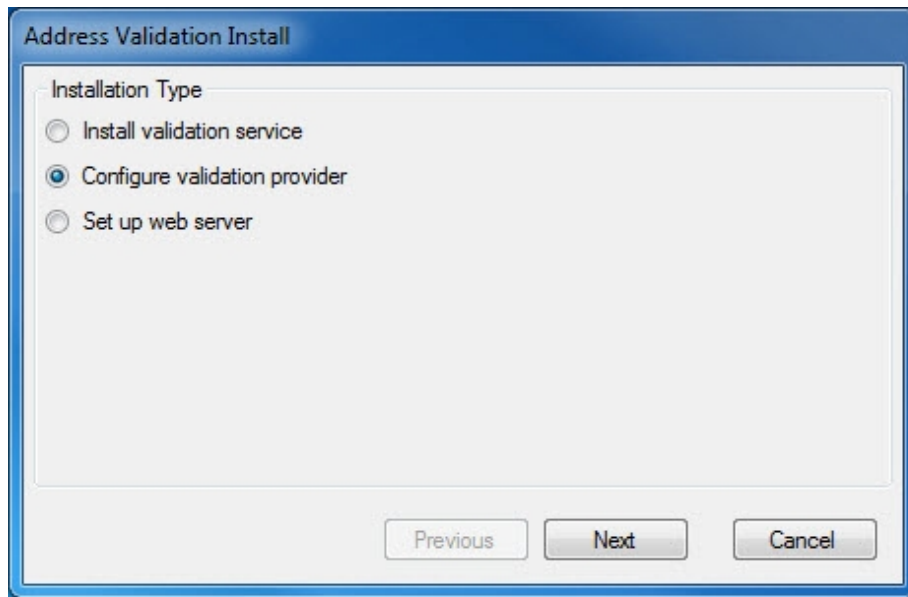 Address Validation Install
Installation Type
Install validation service
Configure validation provider
Set up web server
Previous Next Cancel